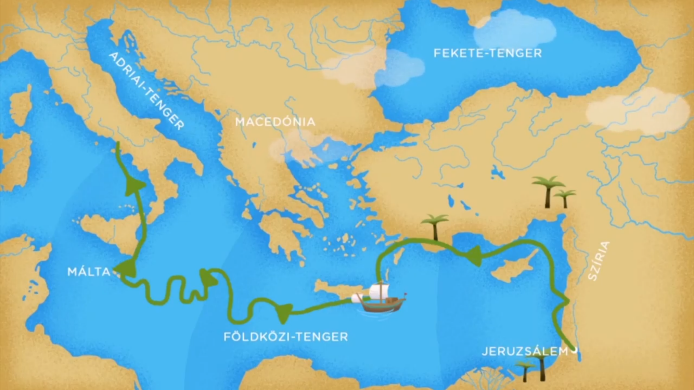 FEKETE-TENGER
ADRIAI-TENGER
MACEDÓNIA
SZÍRIA
MÁLTA
FÖLDKÖZI-TENGER
JERUZSÁLEM